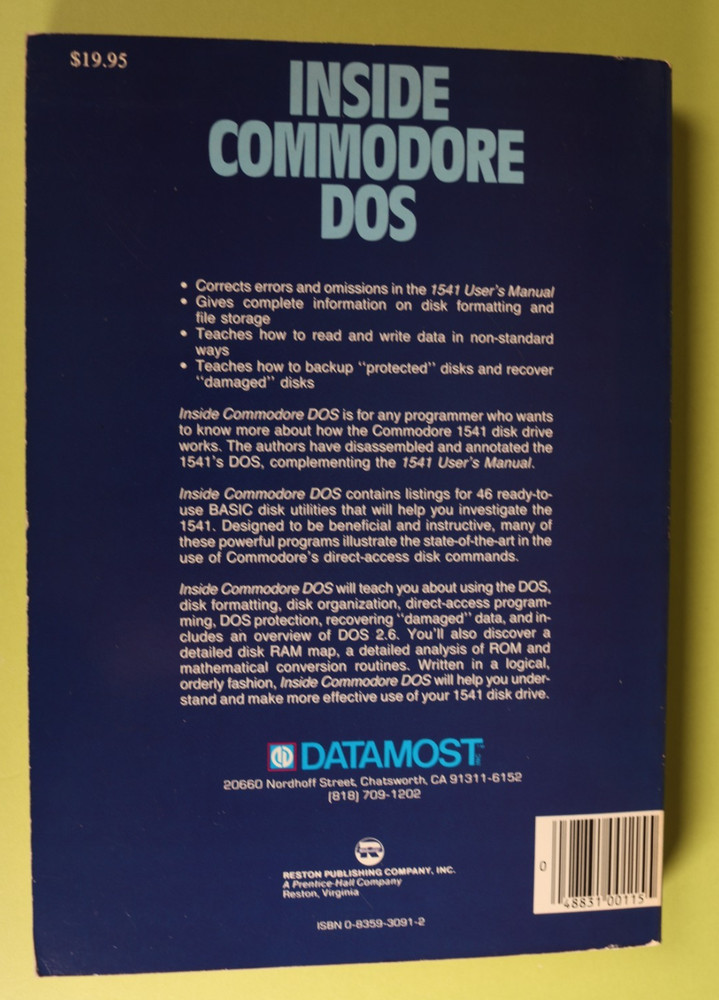 $19.95
INSIDE
COMMODORE
DOS
• Corrects errors and omissions in the 1541 User's Manual
• Gives complete information on disk formatting and
file storage
• Teaches how to read and write data in non-standard
ways
• Teaches how to backup "protected" disks and recover
"damaged" disks
Inside Commodore DOS is for any programmer who wants
to know more about how the Commodore 1541 disk drive
works. The authors have disassembled and annotated the
1541's DOS, complementing the 1541 User's Manual.
Inside Commodore DOS contains listings for 46 ready-to-
use BASIC disk utilities that will help you investigate the
1541. Designed to be beneficial and instructive, many of
these powerful programs illustrate the state-of-the-art in the
use of Commodore's direct-access disk commands.
Inside Commodore DOS will teach you about using the DOS,
disk formatting, disk organization, direct-access program-
ming, DOS protection, recovering "damaged" data, and in-
cludes an overview of DOS 2.6. You'll also discover a
detailed disk RAM map, a detailed analysis of ROM and
mathematical conversion routines. Written in a logical,
orderly fashion, Inside Commodore DOS will help you under-
stand and make more effective use of your 1541 disk drive.
DATAMOST
20660 Nordhoff Street, Chatsworth, CA 91311-6152
(818) 709-1202
RESTON PUBLISHING COMPANY, INC.
A Prentice-Hall Company
Reston, Virginia
ISBN 0-8359-3091-2
0 48831 00115